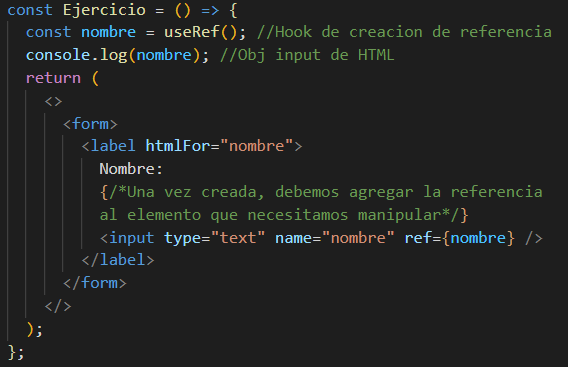 const Ejercicio = () => {
  const nombre = useRef(); //Hook de creacion de referencia
  console.log(nombre); //Obj input de HTML
  return (
    <>
      <form>
        <label htmlFor="nombre">
          Nombre:
          {/*Una vez creada, debemos agregar la referencia
          al elemento que necesitamos manipular*/}
          <input type="text" name="nombre" ref={nombre} />
        </label>
      </form>
    </>
  );
};